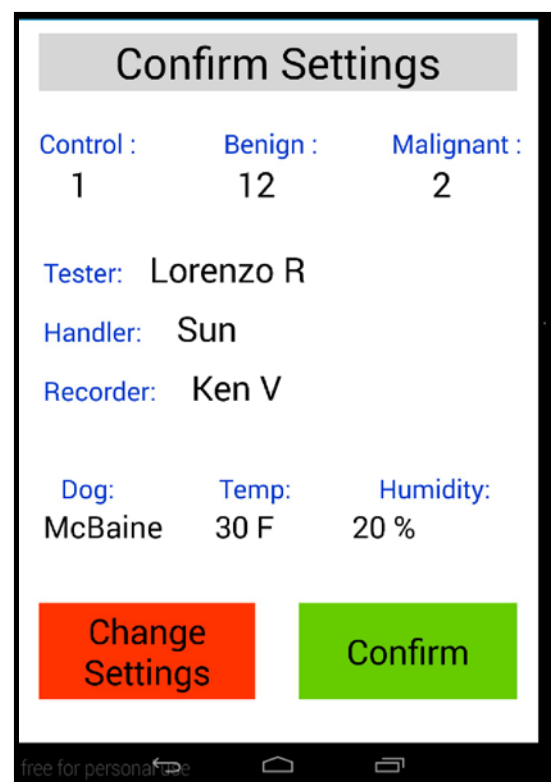 Confirm Settings
Control : Benign : Malignant :
1 12 2
Tester: Lorenzo R
Handler: Sun
Recorder: Ken V
Dog: Temp: Humidity:
McBaine 30 F 20 %
Change Settings
Confirm
free for personal use